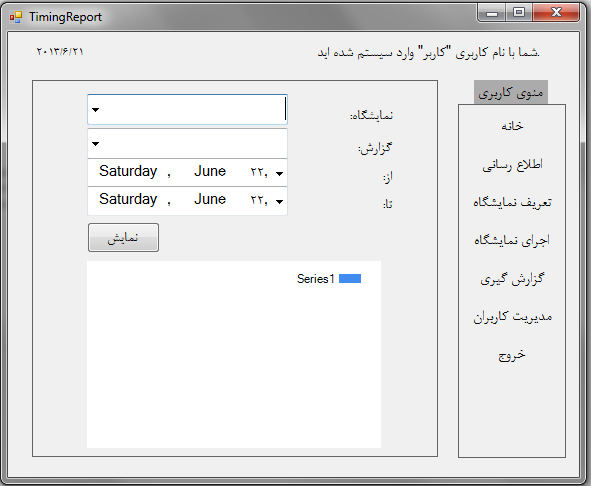 TimingReport
شما با نام کاربری "کاربر" وارد سیستم شده اید.
۲۰۱۳/۶/۲۱
منوی کاربری
خانه
اطلاع رسانی
تعریف نمایشگاه
اجرای نمایشگاه
گزارش گیری
مدیریت کاربران
خروج
نمایشگاه:
گزارش:
از:
Saturday , June ۲۲,
تا:
Saturday , June ۲۲,
نمایش
Series1